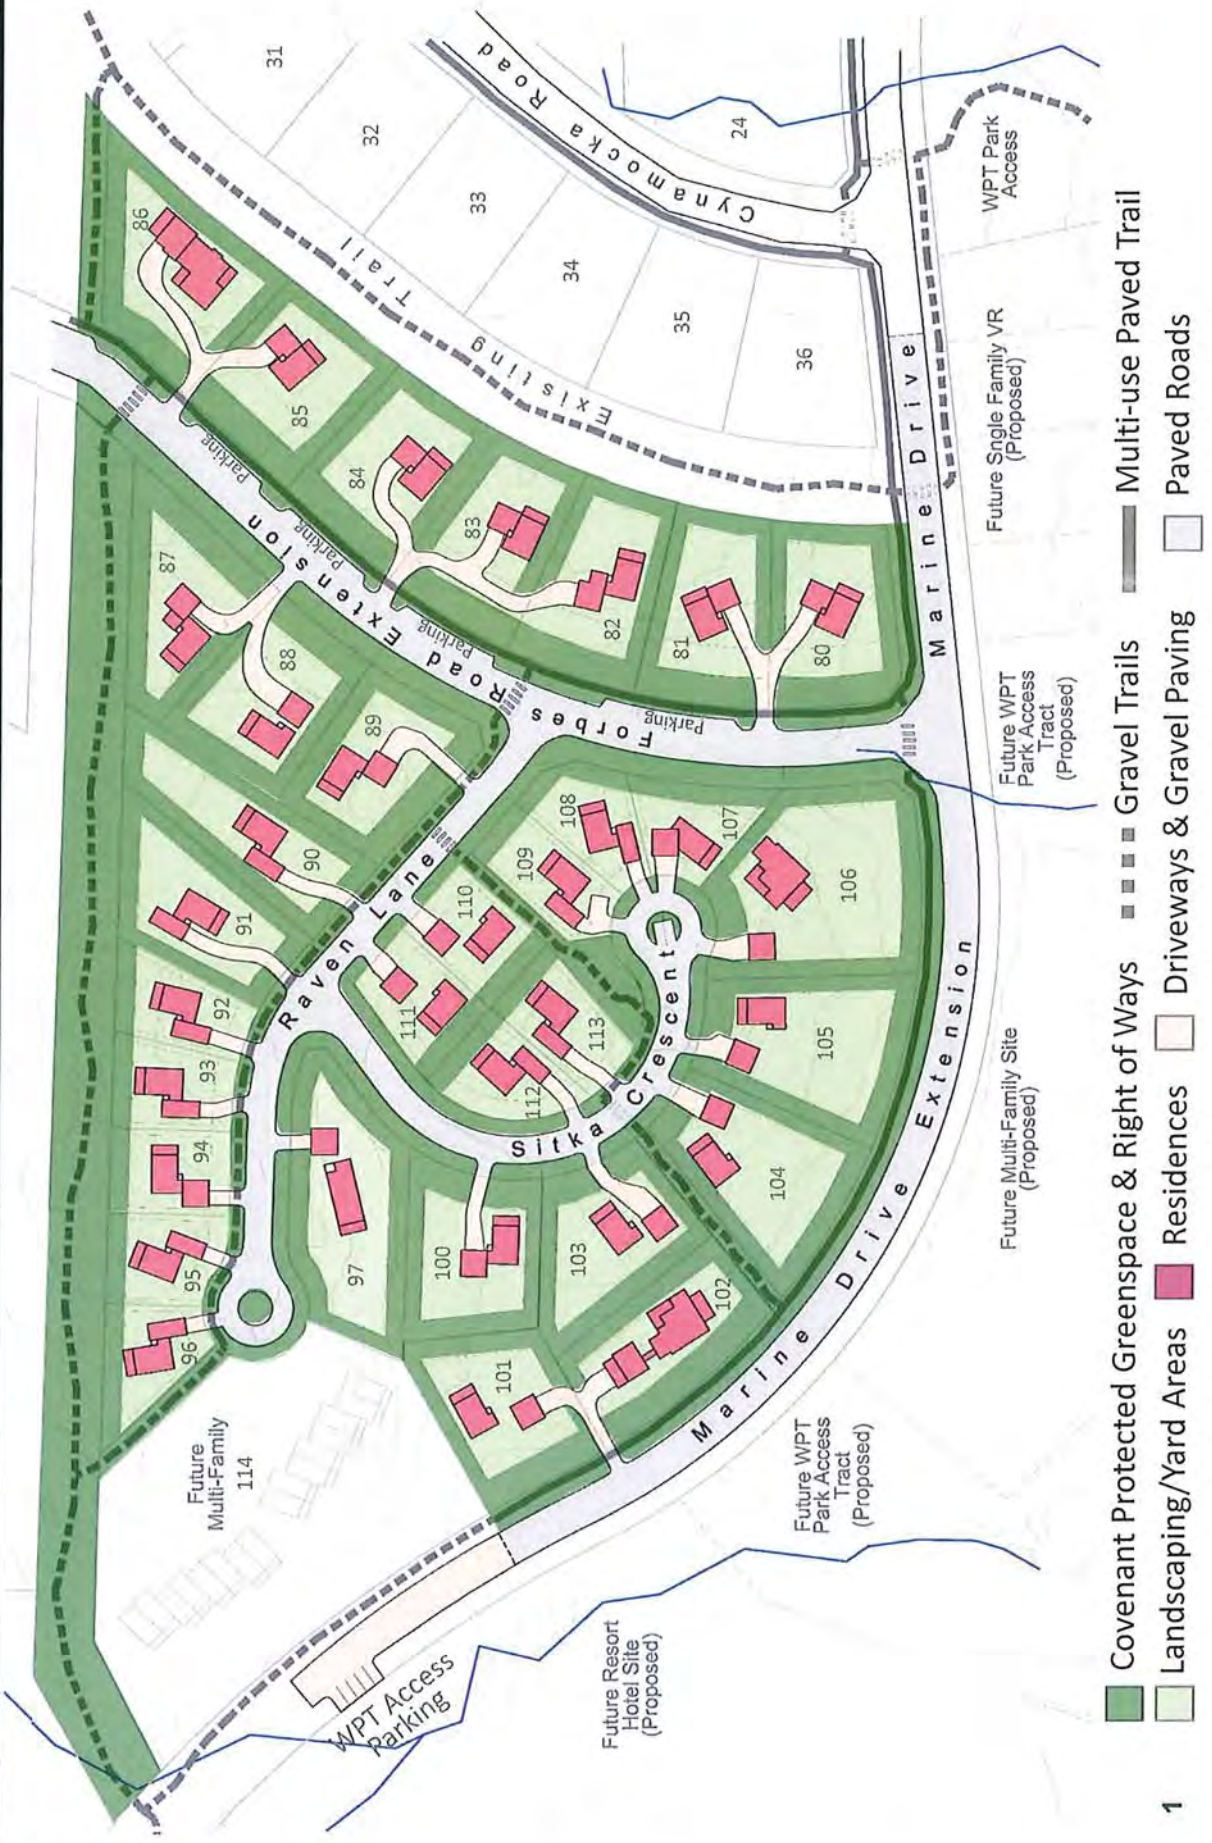 WPT Access
Parking
Future
Multi-Family
114
Future Resort
Hotel Site
(Proposed)
Future WPT
Park Access
Tract
(Proposed)
Future Multi-Family Site
(Proposed)
Future WPT
Park Access
Tract
(Proposed)
Future Sngle Family VR
(Proposed)
WPT Park
Access
96
95
94
93
92
91
90
89
88
87
86
85
84
83
82
81
80
97
100
101
102
103
104
105
106
107
108
109
110
111
112
113
31
32
33
34
35
36
24
Raven Lane
Sitka Crescent
Forbes Road Extension
Parking
Parking
Parking
Parking
Existing Trail
Cynamocka Road
Marine Drive
Marine Drive Extension
Covenant Protected Greenspace & Right of Ways
Gravel Trails
Multi-use Paved Trail
Landscaping/Yard Areas
Residences
Driveways & Gravel Paving
Paved Roads
1